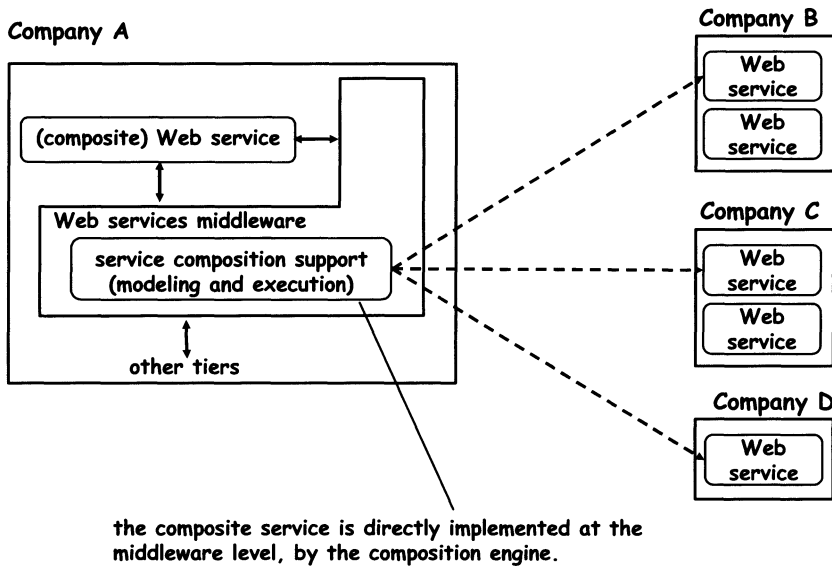 Company A
(composite) Web service
Web services middleware
service composition support
(modeling and execution)
other tiers
Company B
Web
service
Web
service
Company C
Web
service
Web
service
Company D
Web
service
the composite service is directly implemented at the
middleware level, by the composition engine.